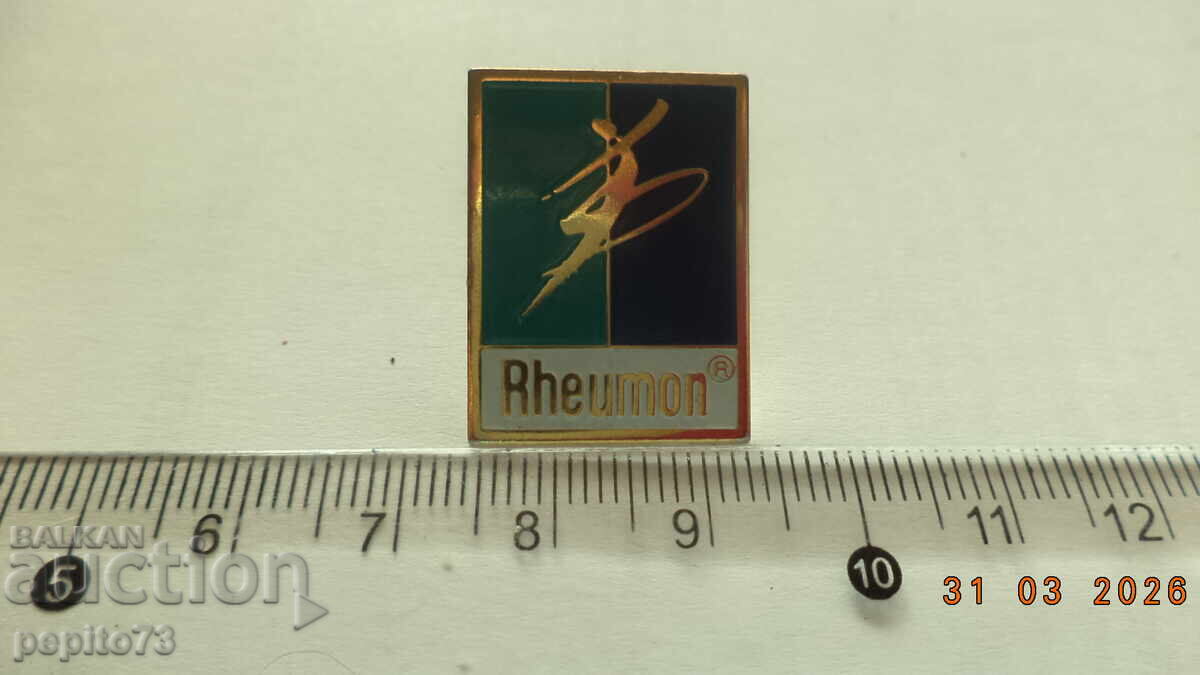 Rheumon®
5 6 7 8 9 10 11 12
BALKAN
auction
pepito73
31 03 2026